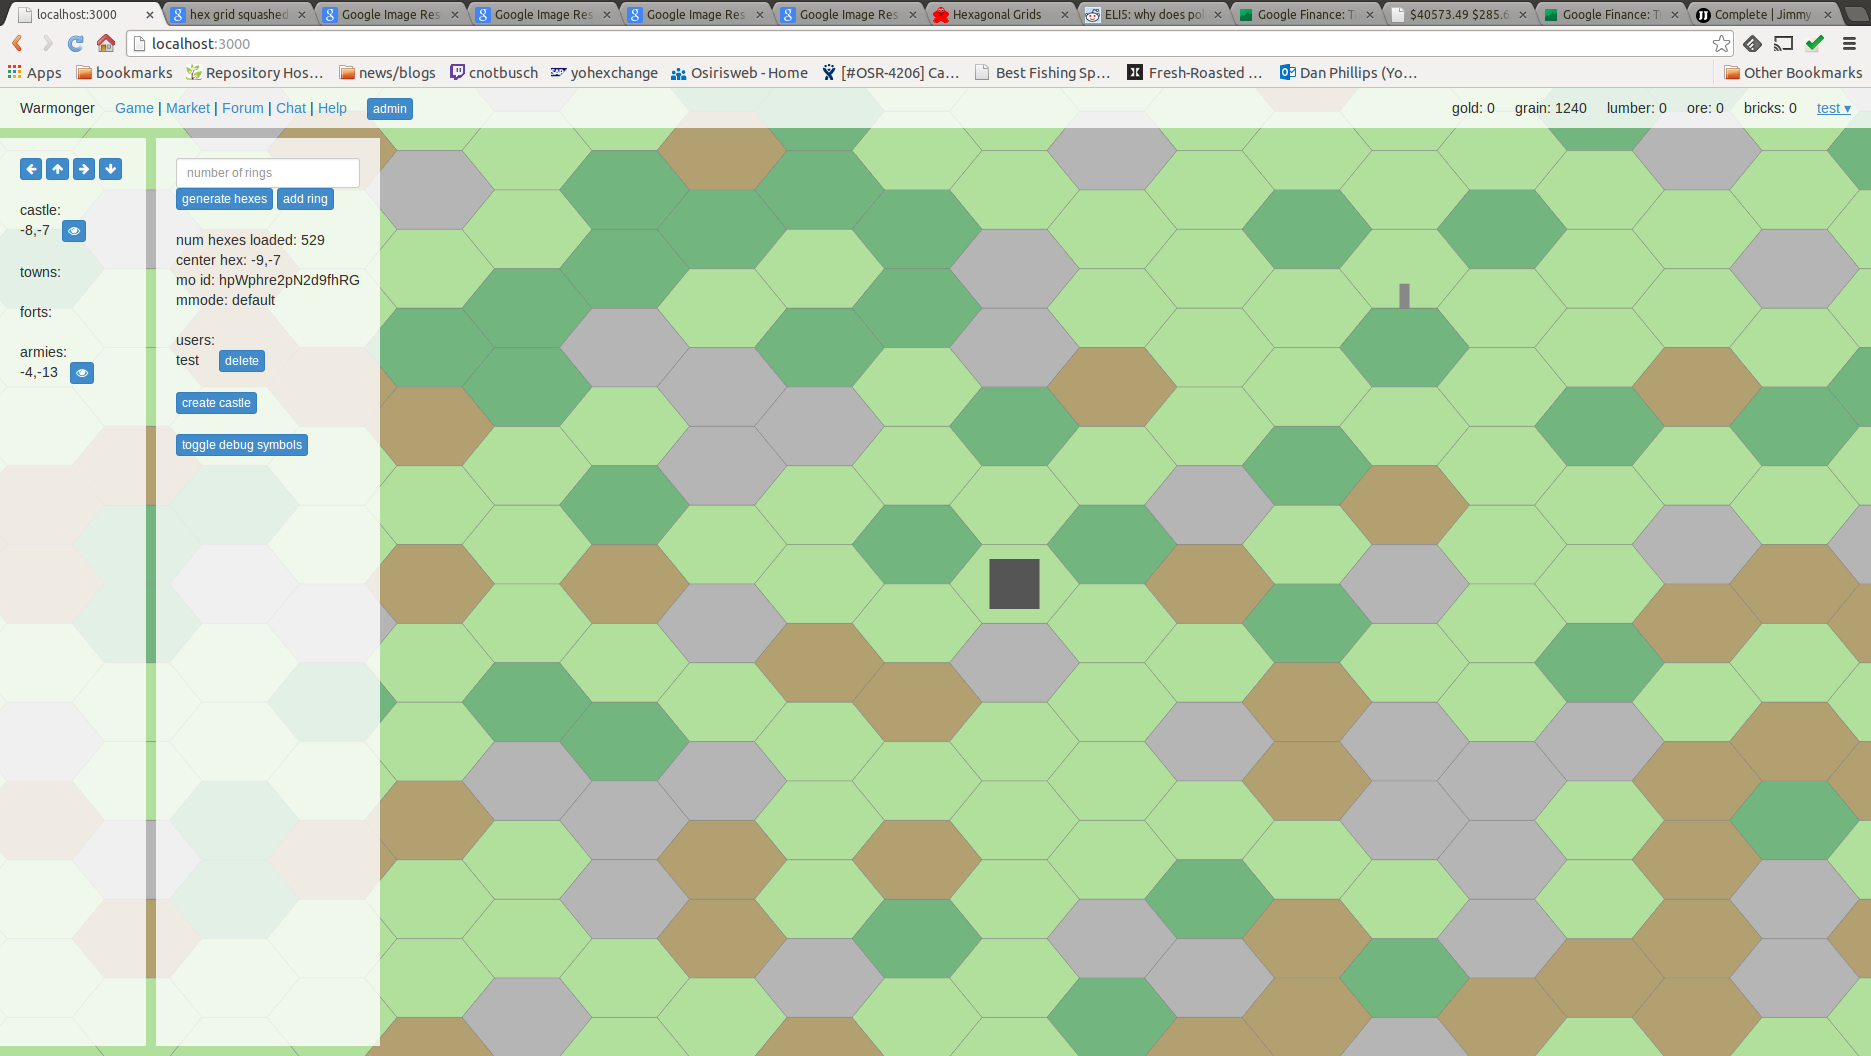 localhost:3000
hex grid squashed
Google Image Res
Google Image Res
Google Image Res
Google Image Res
Hexagonal Grids
ELI5: why does pol
Google Finance: T
$40573.49 $285.6
Google Finance: T
Complete | Jimmy
localhost:3000
Apps bookmarks Repository Hos... news/blogs cnotbusch yohexchange Osirisweb - Home [#OSR-4206] Ca... Best Fishing Sp... Fresh-Roasted ... Dan Phillips (Yo... Other Bookmarks
Warmonger Game | Market | Forum | Chat | Help admin gold: 0 grain: 1240 lumber: 0 ore: 0 bricks: 0 test ▾
castle:
-8,-7
towns:
forts:
armies:
-4,-13
number of rings
generate hexes add ring
num hexes loaded: 529
center hex: -9,-7
mo id: hpWphre2pN2d9fhRG
mmode: default
users:
test delete
create castle
toggle debug symbols